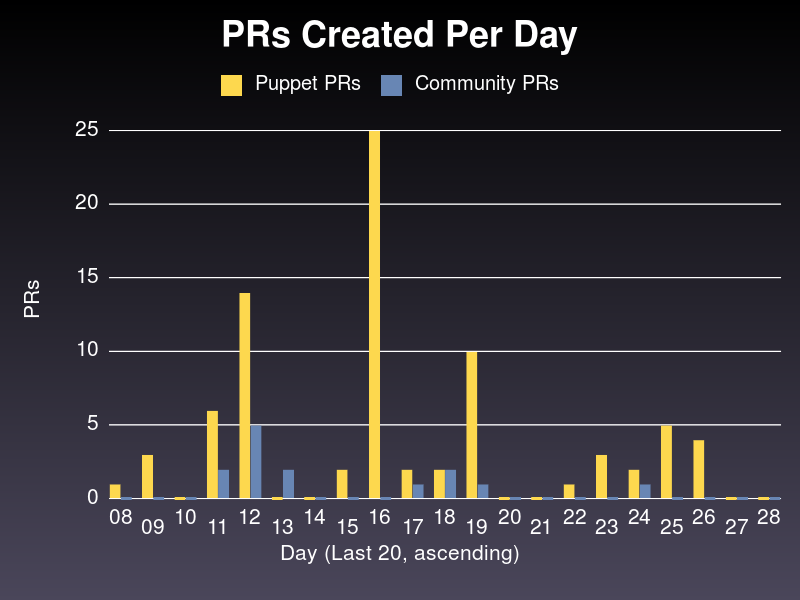 PRs Created Per Day
Puppet PRs Community PRs
25
20
15
10
5
0
PRs
08 09 10 11 12 13 14 15 16 17 18 19 20 21 22 23 24 25 26 27 28
Day (Last 20, ascending)